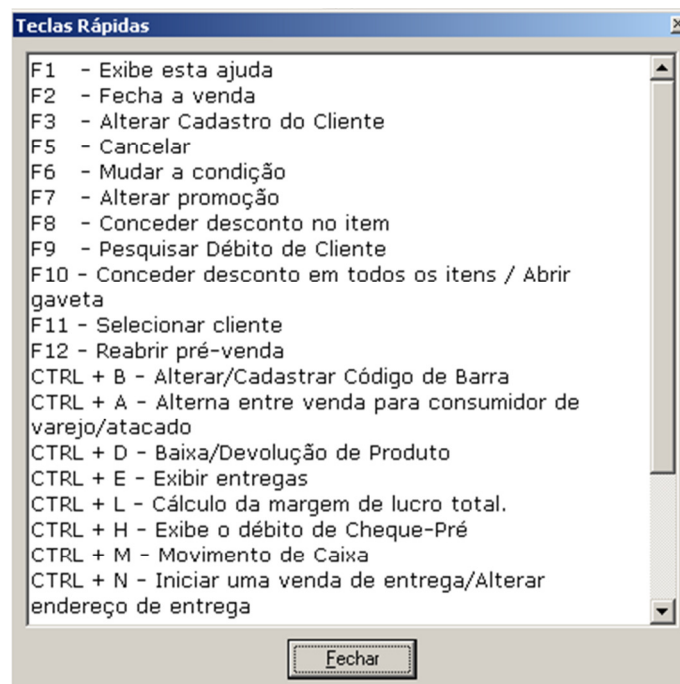 Teclas Rápidas
F1 - Exibe esta ajuda
F2 - Fecha a venda
F3 - Alterar Cadastro do Cliente
F5 - Cancelar
F6 - Mudar a condição
F7 - Alterar promoção
F8 - Conceder desconto no item
F9 - Pesquisar Débito de Cliente
F10 - Conceder desconto em todos os itens / Abrir
gaveta
F11 - Selecionar cliente
F12 - Reabrir pré-venda
CTRL + B - Alterar/Cadastrar Código de Barra
CTRL + A - Alterna entre venda para consumidor de
varejo/atacado
CTRL + D - Baixa/Devolução de Produto
CTRL + E - Exibir entregas
CTRL + L - Cálculo da margem de lucro total.
CTRL + H - Exibe o débito de Cheque-Pré
CTRL + M - Movimento de Caixa
CTRL + N - Iniciar uma venda de entrega/Alterar
endereço de entrega
Fechar